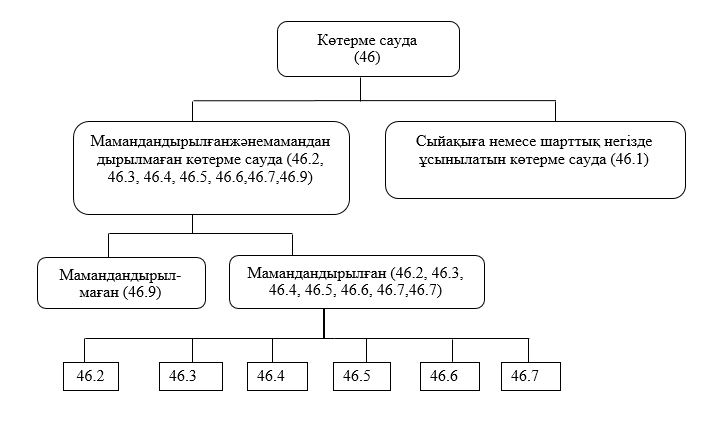 Көтерме сауда
(46)
Мамандандырылғанжәнемамандан
дырылмаған көтерме сауда (46.2,
46.3, 46.4, 46.5, 46.6,46.7,46.9)
Сыйақыға немесе шарттық негізде
ұсынылатын көтерме сауда (46.1)
Мамандандырыл-
маған (46.9)
Мамандандырылған (46.2, 46.3,
46.4, 46.5, 46.6, 46.7,46.7)
46.2
46.3
46.4
46.5
46.6
46.7